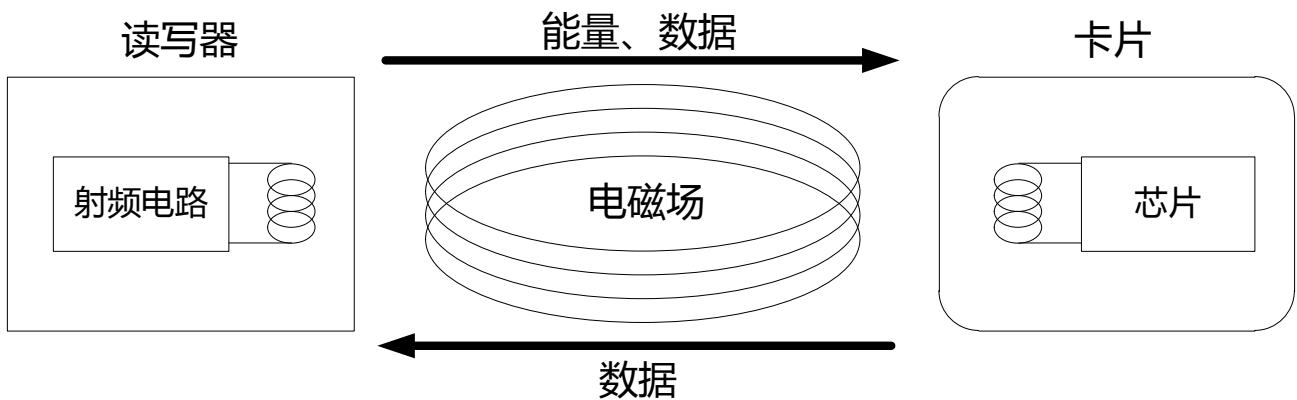 读写器
能量、数据
卡片
射频电路
电磁场
芯片
数据